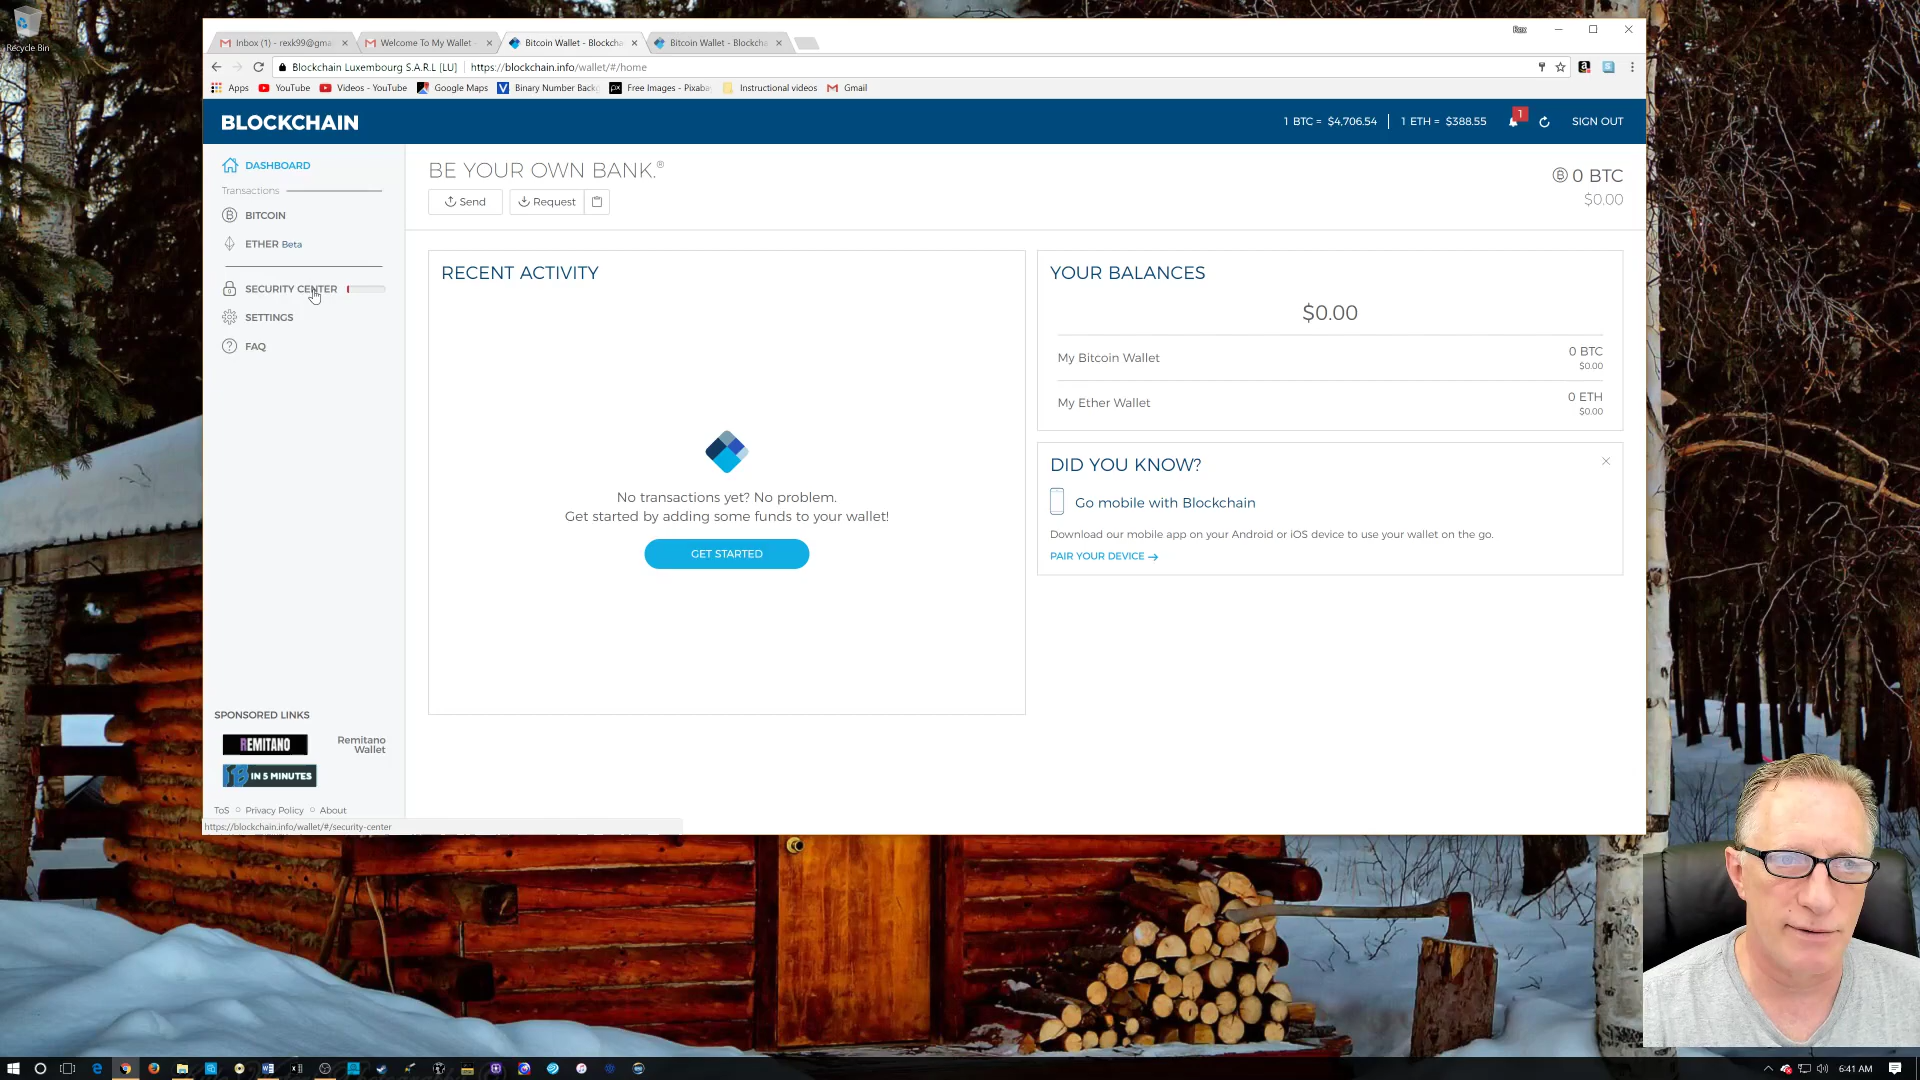 Recycle Bin
Inbox (1) - rexk99@gma
Welcome To My Wallet -
Bitcoin Wallet - Blockcha
Bitcoin Wallet - Blockcha
Blockchain Luxembourg S.A.R.L [LU]
https://blockchain.info/wallet/#/home
Apps
YouTube
Videos - YouTube
Google Maps
Binary Number Back
Free Images - Pixaba
Instructional videos
Gmail
BLOCKCHAIN
1 BTC = $4,706.54
1 ETH = $388.55
1
SIGN OUT
DASHBOARD
Transactions
BITCOIN
ETHER Beta
SECURITY CENTER
SETTINGS
FAQ
BE YOUR OWN BANK.®
Send
Request
0 BTC
$0.00
RECENT ACTIVITY
No transactions yet? No problem.
Get started by adding some funds to your wallet!
GET STARTED
YOUR BALANCES
$0.00
My Bitcoin Wallet
0 BTC
$0.00
My Ether Wallet
0 ETH
$0.00
DID YOU KNOW?
Go mobile with Blockchain
Download our mobile app on your Android or iOS device to use your wallet on the go.
PAIR YOUR DEVICE
SPONSORED LINKS
REMITANO
Remitano
Wallet
IN 5 MINUTES
ToS
Privacy Policy
About
https://blockchain.info/wallet/#/security-center
6:41 AM